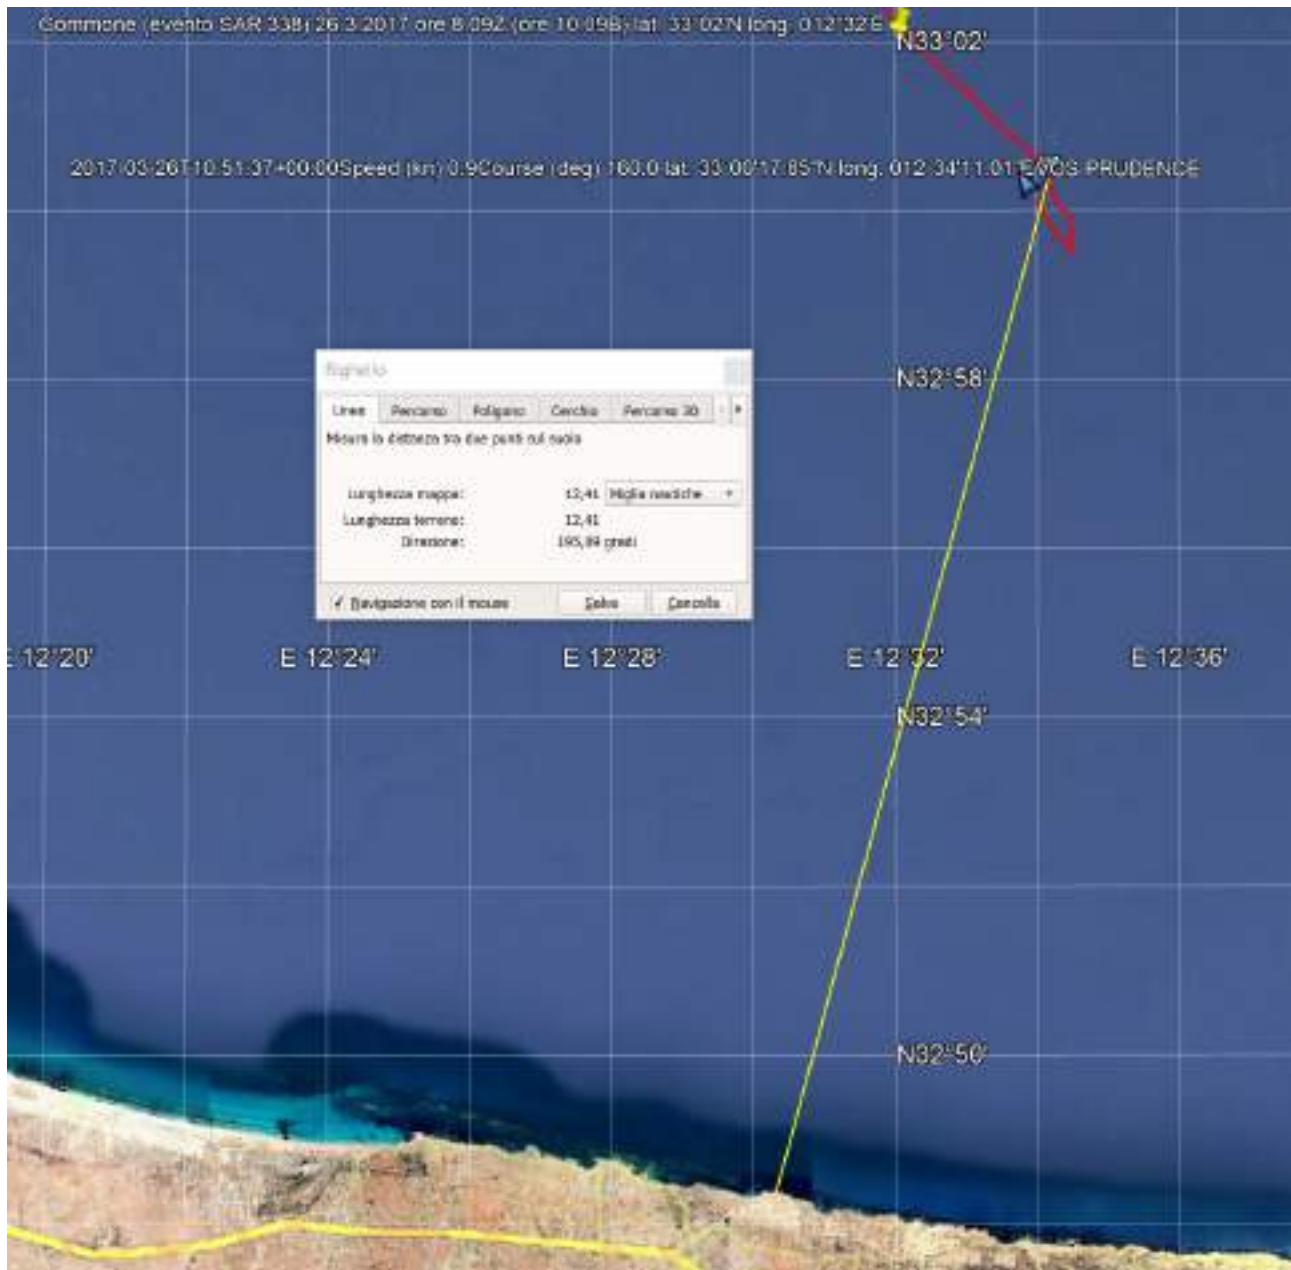 Gommone (evento SAR 338) 26.3.2017 ore 8.09Z (ore 10.09B) lat. 33°02'N long. 012°32'E
N33°02'
2017-03-26T10:51:37+00:00Speed (kn) 0.9Course (deg) 160.0 lat. 33°00'17.85"N long. 012°34'11.01"EVOS PRUDENCE
N32°58'
Righello
Linea Percorso Poligono Cerchio Percorso 3D
Misura la distanza tra due punti sul suolo
Lunghezza mappa: 12,41 Miglia nautiche
Lunghezza terreno: 12,41
Direzione: 195,89 gradi
Navigazione con il mouse Salva Cancella
E 12°20' E 12°24' E 12°28' E 12°32' E 12°36'
N32°54'
N32°50'